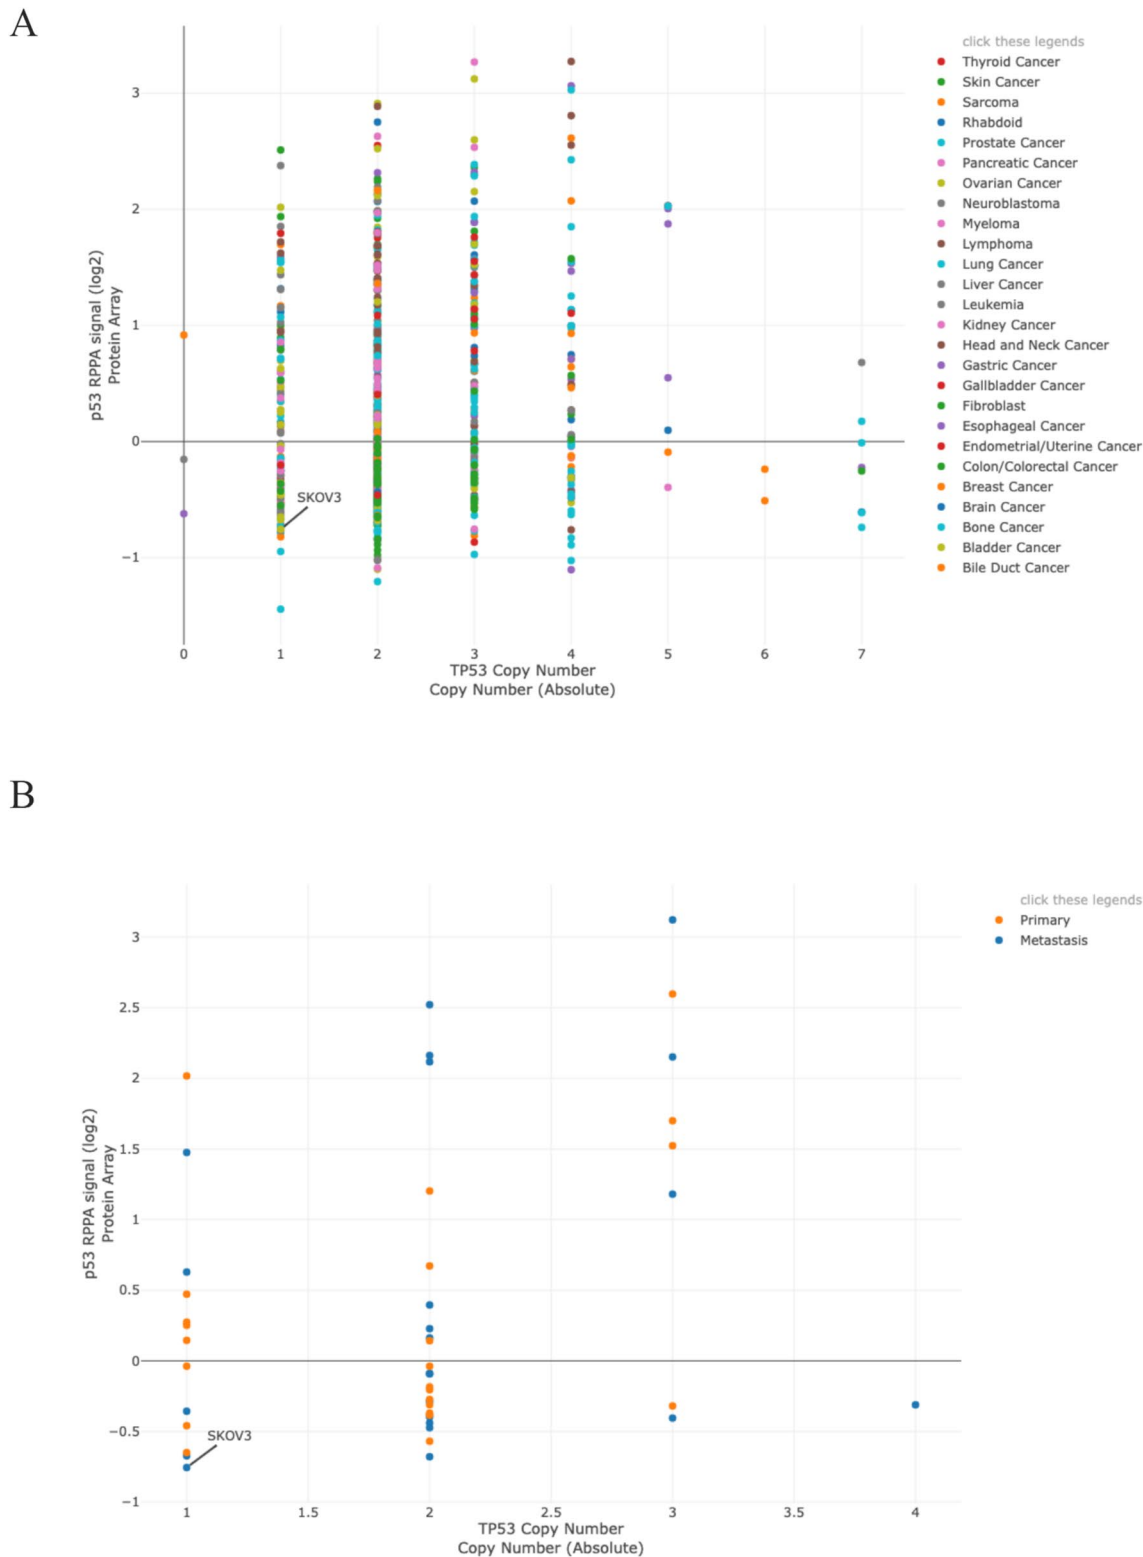 A
click these legends
Thyroid Cancer
Skin Cancer
Sarcoma
Rhabdoid
Prostate Cancer
Pancreatic Cancer
Ovarian Cancer
Neuroblastoma
Myeloma
Lymphoma
Lung Cancer
Liver Cancer
Leukemia
Kidney Cancer
Head and Neck Cancer
Gastric Cancer
Gallbladder Cancer
Fibroblast
Esophageal Cancer
Endometrial/Uterine Cancer
Colon/Colorectal Cancer
Breast Cancer
Brain Cancer
Bone Cancer
Bladder Cancer
Bile Duct Cancer
p53 RPPA signal (log2)
Protein Array
3
2
1
0
−1
SKOV3
0 1 2 3 4 5 6 7
TP53 Copy Number
Copy Number (Absolute)
B
click these legends
Primary
Metastasis
p53 RPPA signal (log2)
Protein Array
3
2.5
2
1.5
1
0.5
0
−0.5
−1
SKOV3
1 1.5 2 2.5 3 3.5 4
TP53 Copy Number
Copy Number (Absolute)